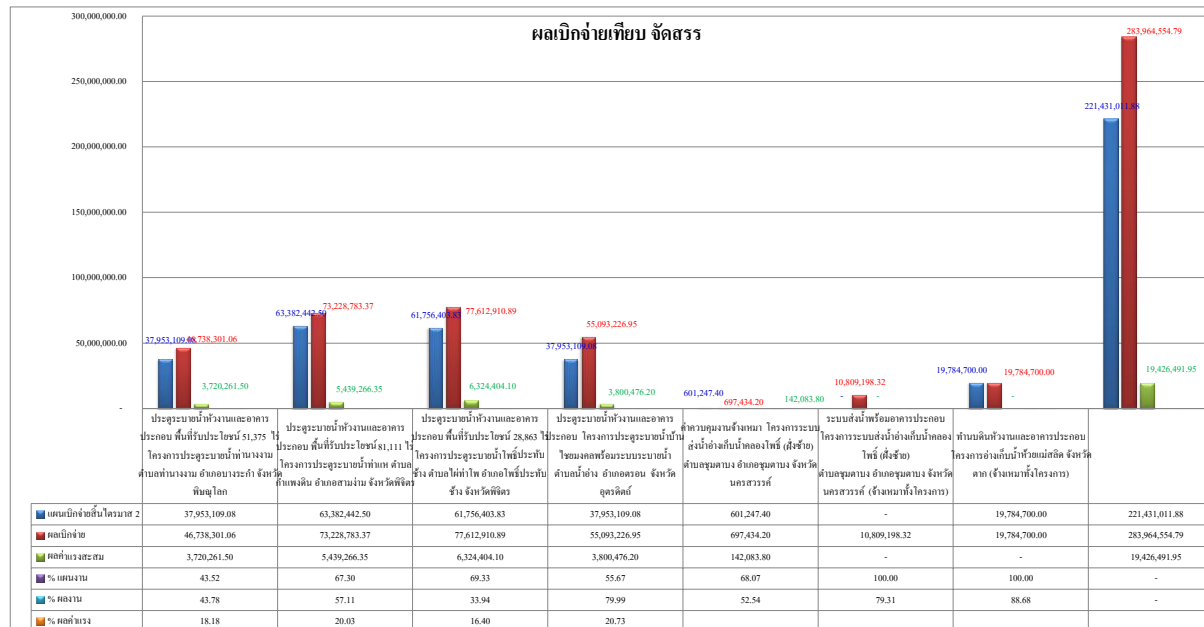 ผลเบิกจ่ายเทียบ จัดสรร
300,000,000.00
250,000,000.00
200,000,000.00
150,000,000.00
100,000,000.00
50,000,000.00
-
37,953,109.08
46,738,301.06
3,720,261.50
63,382,442.50
73,228,783.37
5,439,266.35
61,756,403.83
77,612,910.89
6,324,404.10
37,953,109.08
55,093,226.95
3,800,476.20
601,247.40
697,434.20
142,083.80
-
10,809,198.32
-
19,784,700.00
19,784,700.00
-
221,431,011.88
283,964,554.79
19,426,491.95
ประตูระบายน้ำหัวงานและอาคาร
ประกอบ พื้นที่รับประโยชน์ 51,375 ไร่
โครงการประตูระบายน้ำท่านางงาม
ตำบลท่านางงาม อำเภอบางระกำ จังหวัด
พิษณุโลก
ประตูระบายน้ำหัวงานและอาคาร
ประกอบ พื้นที่รับประโยชน์ 81,111 ไร่
โครงการประตูระบายน้ำท่าแห ตำบล
กำแพงดิน อำเภอสามง่าม จังหวัดพิจิตร
ประตูระบายน้ำหัวงานและอาคาร
ประกอบ พื้นที่รับประโยชน์ 28,863 ไร่
โครงการประตูระบายน้ำโพธิ์ประทับ
ช้าง ตำบลไผ่ท่าโพ อำเภอโพธิ์ประทับ
ช้าง จังหวัดพิจิตร
ประตูระบายน้ำหัวงานและอาคาร
ประกอบ โครงการประตูระบายน้ำบ้าน
ไชยมงคลพร้อมระบบระบายน้ำ
ตำบลน้ำอ่าง อำเภอตรอน จังหวัด
อุตรดิตถ์
ค่าควบคุมงานจ้างเหมา โครงการระบบ
ส่งน้ำอ่างเก็บน้ำคลองโพธิ์ (ฝั่งซ้าย)
ตำบลชุมตาบง อำเภอชุมตาบง จังหวัด
นครสวรรค์
ระบบส่งน้ำพร้อมอาคารประกอบ
โครงการระบบส่งน้ำอ่างเก็บน้ำคลอง
โพธิ์ (ฝั่งซ้าย)
ตำบลชุมตาบง อำเภอชุมตาบง จังหวัด
นครสวรรค์ (จ้างเหมาทั้งโครงการ)
ทำนบดินหัวงานและอาคารประกอบ
โครงการอ่างเก็บน้ำห้วยแม่สลิด จังหวัด
ตาก (จ้างเหมาทั้งโครงการ)
แผนเบิกจ่ายสิ้นไตรมาส 2 37,953,109.08 63,382,442.50 61,756,403.83 37,953,109.08 601,247.40 - 19,784,700.00 221,431,011.88
ผลเบิกจ่าย 46,738,301.06 73,228,783.37 77,612,910.89 55,093,226.95 697,434.20 10,809,198.32 19,784,700.00 283,964,554.79
ผลค่าแรงสะสม 3,720,261.50 5,439,266.35 6,324,404.10 3,800,476.20 142,083.80 - - 19,426,491.95
% แผนงาน 43.52 67.30 69.33 55.67 68.07 100.00 100.00 -
% ผลงาน 43.78 57.11 33.94 79.99 52.54 79.31 88.68 -
% ผลค่าแรง 18.18 20.03 16.40 20.73